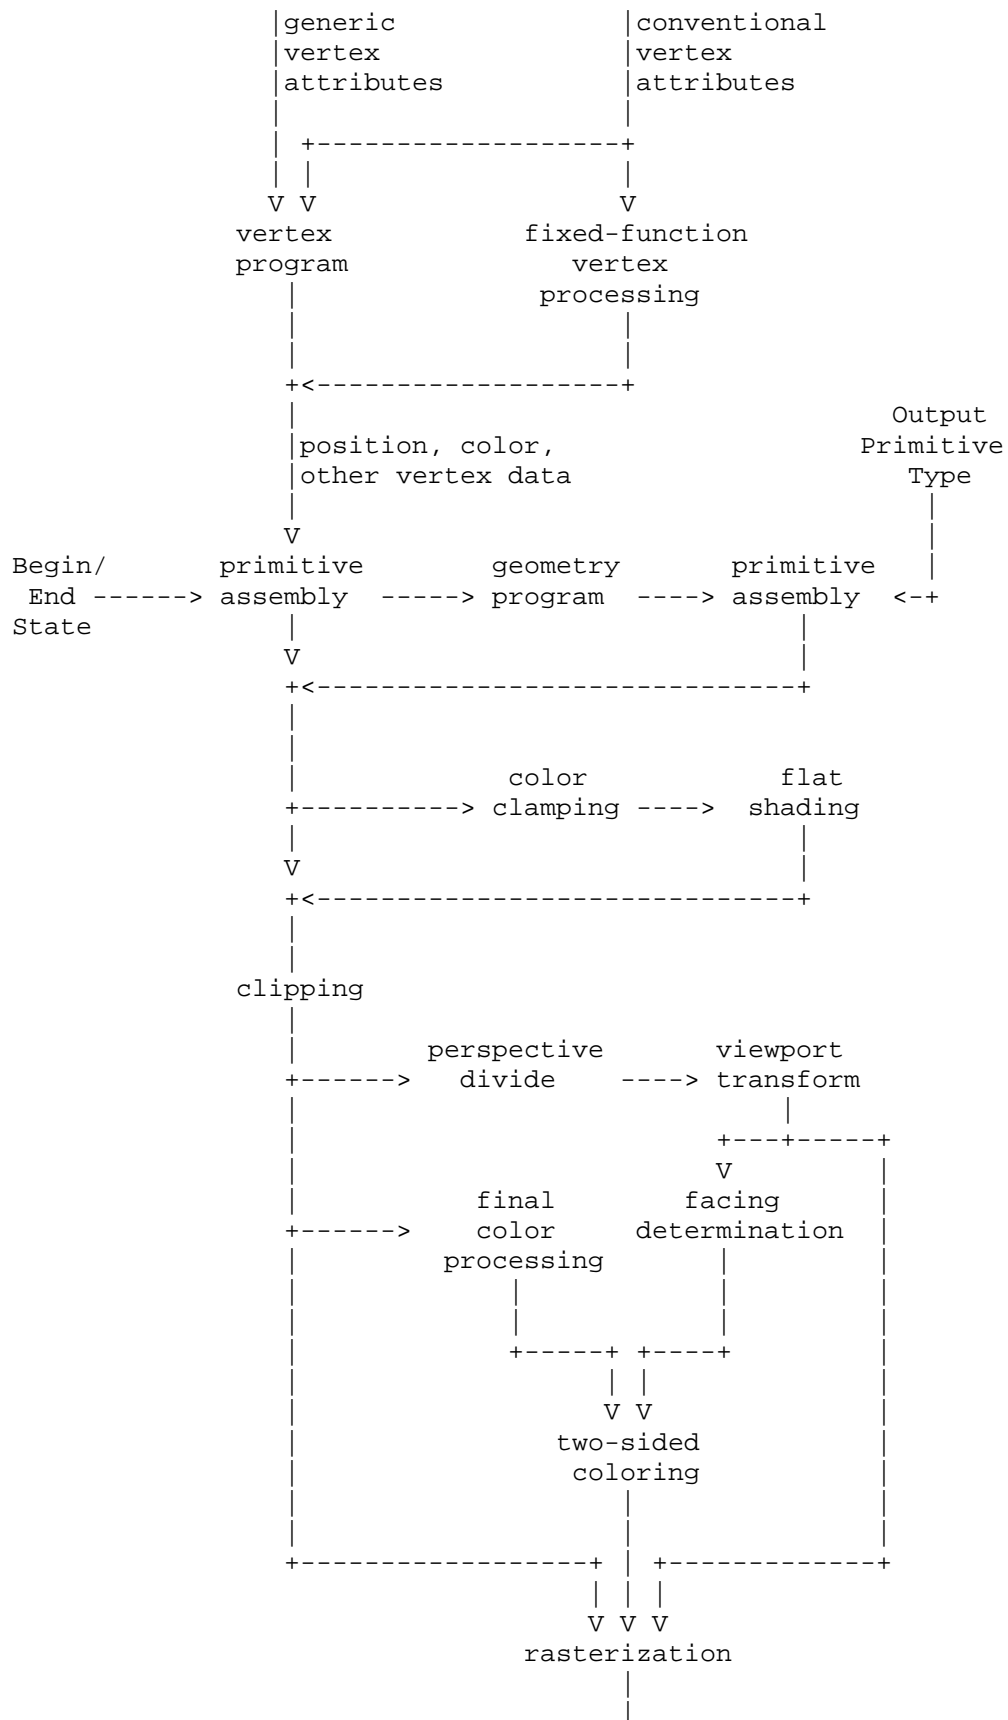 |generic |conventional
|vertex |vertex
|attributes |attributes
| |
| +-------------------+
| | |
V V V
vertex fixed-function
program vertex
| processing
| |
| |
+<-------------------+
| Output
|position, color, Primitive
|other vertex data Type
| |
V |
Begin/ primitive geometry primitive |
End ------> assembly -----> program ----> assembly <-+
State | |
V |
+<------------------------------+
|
|
| color flat
+----------> clamping ----> shading
| |
V |
+<------------------------------+
|
|
clipping
|
| perspective viewport
+------> divide ----> transform
| |
| +---+-----+
| V |
| final facing |
+------> color determination |
| processing | |
| | | |
| | | |
| +-----+ +----+ |
| | | |
| V V |
| two-sided |
| coloring |
| | |
| | |
+------------------+ | +-------------+
| | |
V V V
rasterization
|
|